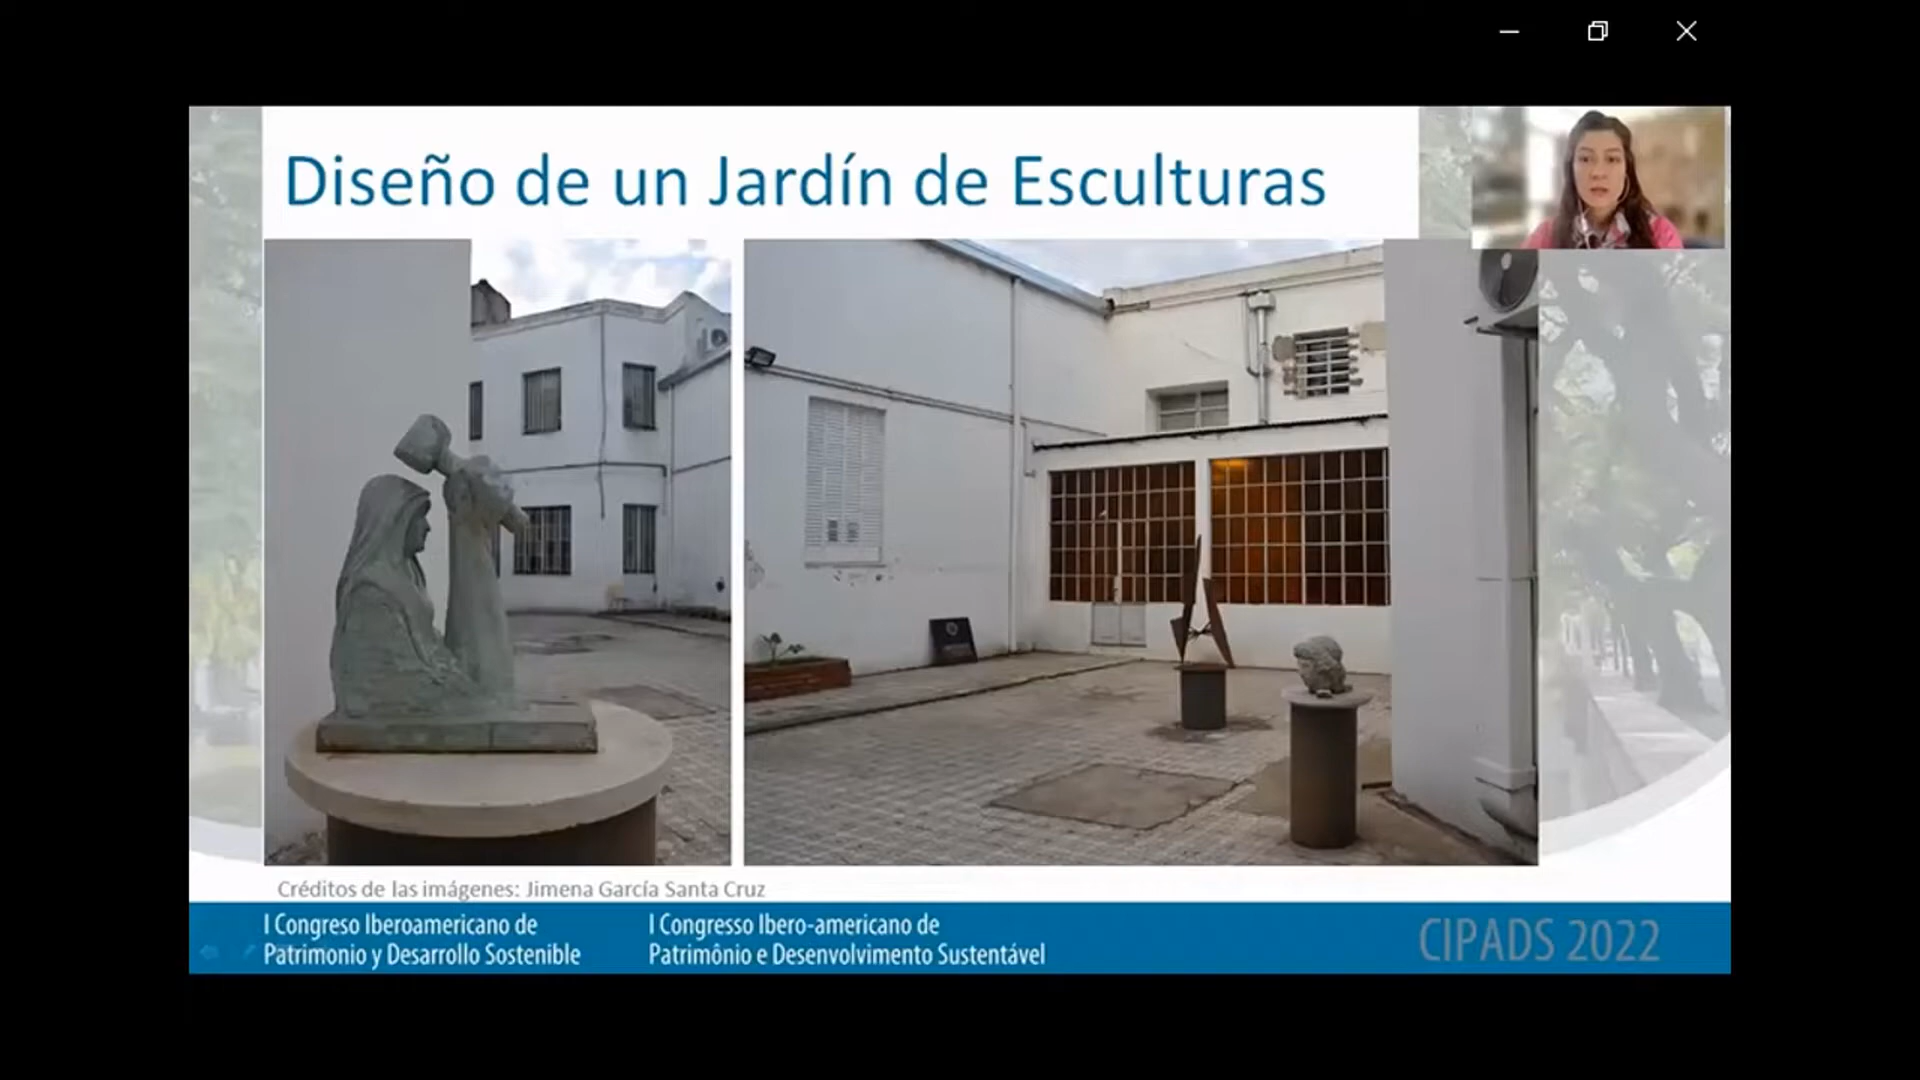 Diseño de un Jardín de Esculturas
Créditos de las imágenes: Jimena García Santa Cruz
I Congreso Iberoamericano de
Patrimonio y Desarrollo Sostenible
I Congresso Ibero-americano de
Patrimônio e Desenvolvimento Sustentável
CIPADS 2022